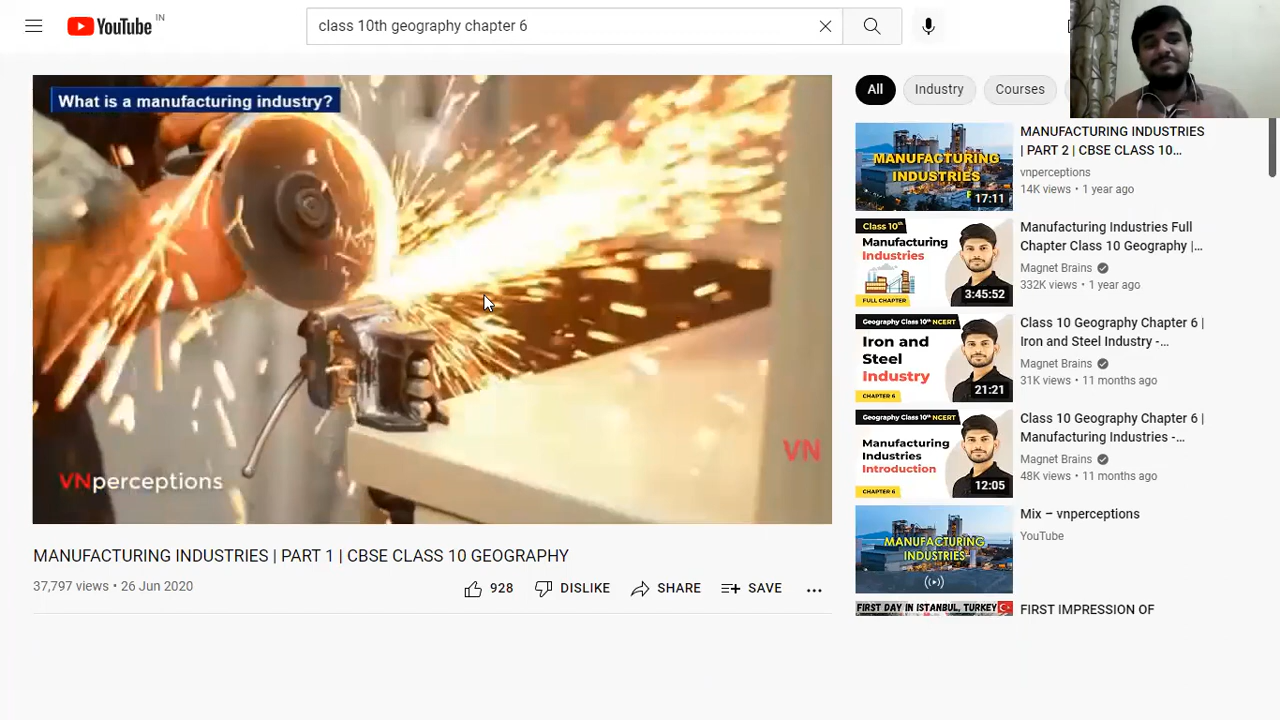 YouTube IN
class 10th geography chapter 6
What is a manufacturing industry?
VN
VNperceptions
MANUFACTURING INDUSTRIES | PART 1 | CBSE CLASS 10 GEOGRAPHY
37,797 views • 26 Jun 2020
928
DISLIKE
SHARE
SAVE
All
Industry
Courses
MANUFACTURING
INDUSTRIES
17:11
MANUFACTURING INDUSTRIES
| PART 2 | CBSE CLASS 10...
vnperceptions
14K views • 1 year ago
Class 10th
Manufacturing
Industries
FULL CHAPTER
3:45:52
Manufacturing Industries Full
Chapter Class 10 Geography |...
Magnet Brains
332K views • 1 year ago
Geography Class 10th NCERT
Iron and
Steel
Industry
CHAPTER 6
21:21
Class 10 Geography Chapter 6 |
Iron and Steel Industry -...
Magnet Brains
31K views • 11 months ago
Geography Class 10th NCERT
Manufacturing
Industries
Introduction
CHAPTER 6
12:05
Class 10 Geography Chapter 6 |
Manufacturing Industries -...
Magnet Brains
48K views • 11 months ago
MANUFACTURING
INDUSTRIES
Mix – vnperceptions
YouTube
FIRST DAY IN ISTANBUL, TURKEY
FIRST IMPRESSION OF